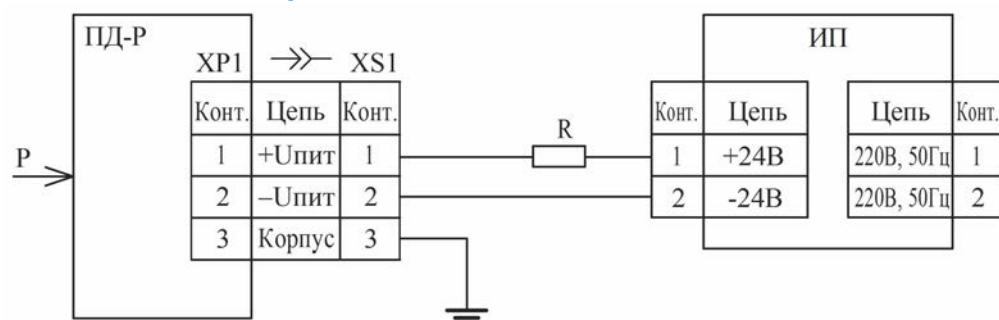 ПД-Р
ИП
XP1 XS1
Конт. Цепь Конт.
1 +Uпит 1
2 –Uпит 2
3 Корпус 3
P
R
Конт. Цепь
1 +24В
2 -24В
Цепь Конт.
220В, 50Гц 1
220В, 50Гц 2